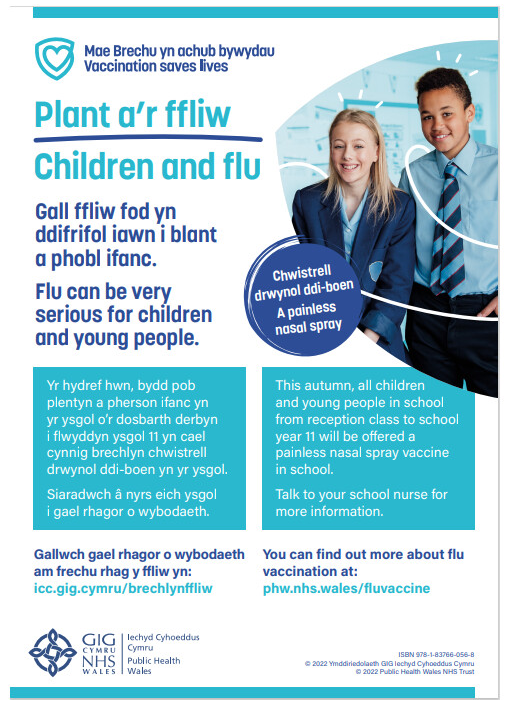 Mae Brechu yn achub bywydau
Vaccination saves lives
Plant a'r ffliw
Children and flu
Gall ffliw fod yn
ddifrifol iawn i blant
a phobl ifanc.
Flu can be very
serious for children
and young people.
Chwistrell
drwynol ddi-boen
A painless
nasal spray
Yr hydref hwn, bydd pob
plentyn a pherson ifanc yn
yr ysgol o'r dosbarth derbyn
i flwyddyn ysgol 11 yn cael
cynnig brechlyn chwistrell
drwynol ddi-boen yn yr ysgol.
Siaradwch â nyrs eich ysgol
i gael rhagor o wybodaeth.
This autumn, all children
and young people in school
from reception class to school
year 11 will be offered a
painless nasal spray vaccine
in school.
Talk to your school nurse for
more information.
Gallwch gael rhagor o wybodaeth
am frechu rhag y ffliw yn:
icc.gig.cymru/brechlynffliw
You can find out more about flu
vaccination at:
phw.nhs.wales/fluvaccine
GIG
CYMRU
NHS
WALES
Iechyd Cyhoeddus
Cymru
Public Health
Wales
ISBN 978-1-83766-056-8
© 2022 Ymddiriedolaeth GIG Iechyd Cyhoeddus Cymru
© 2022 Public Health Wales NHS Trust